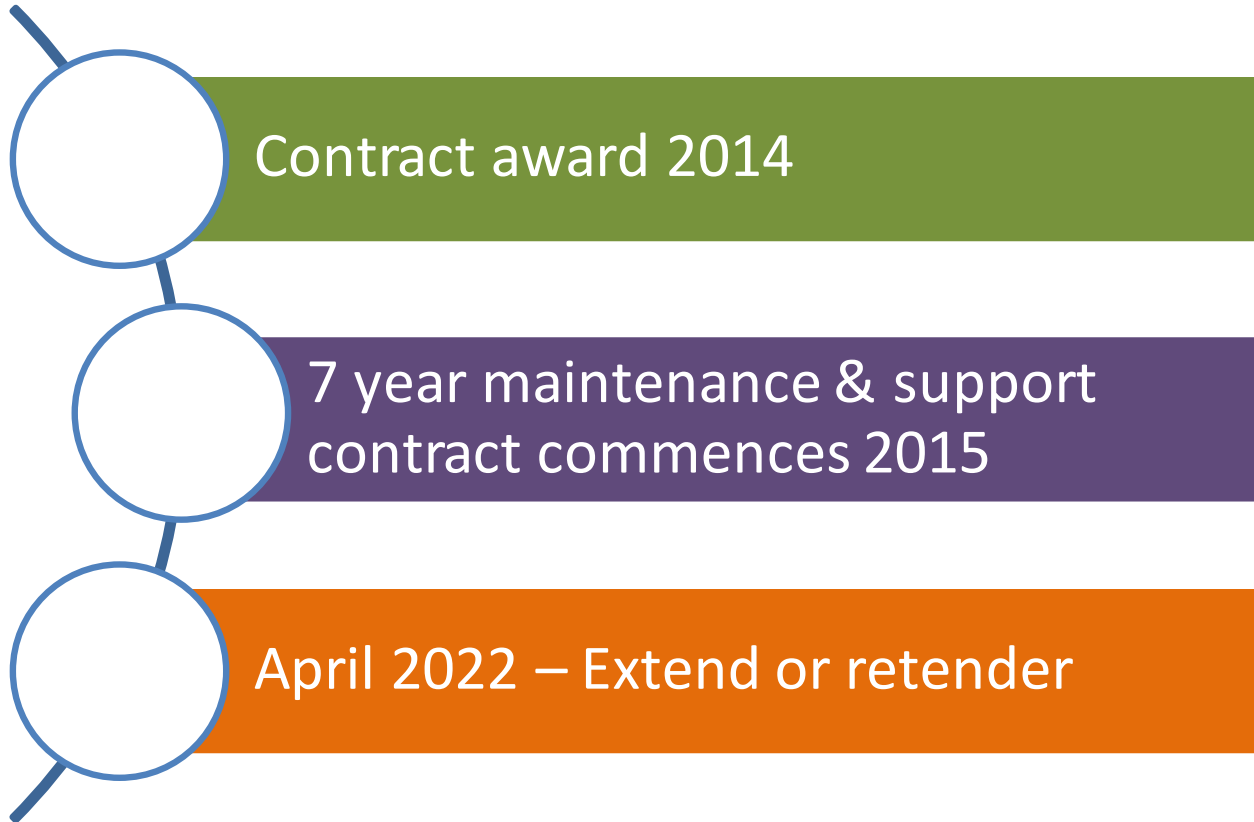 Contract award 2014
7 year maintenance & support
contract commences 2015
April 2022 – Extend or retender